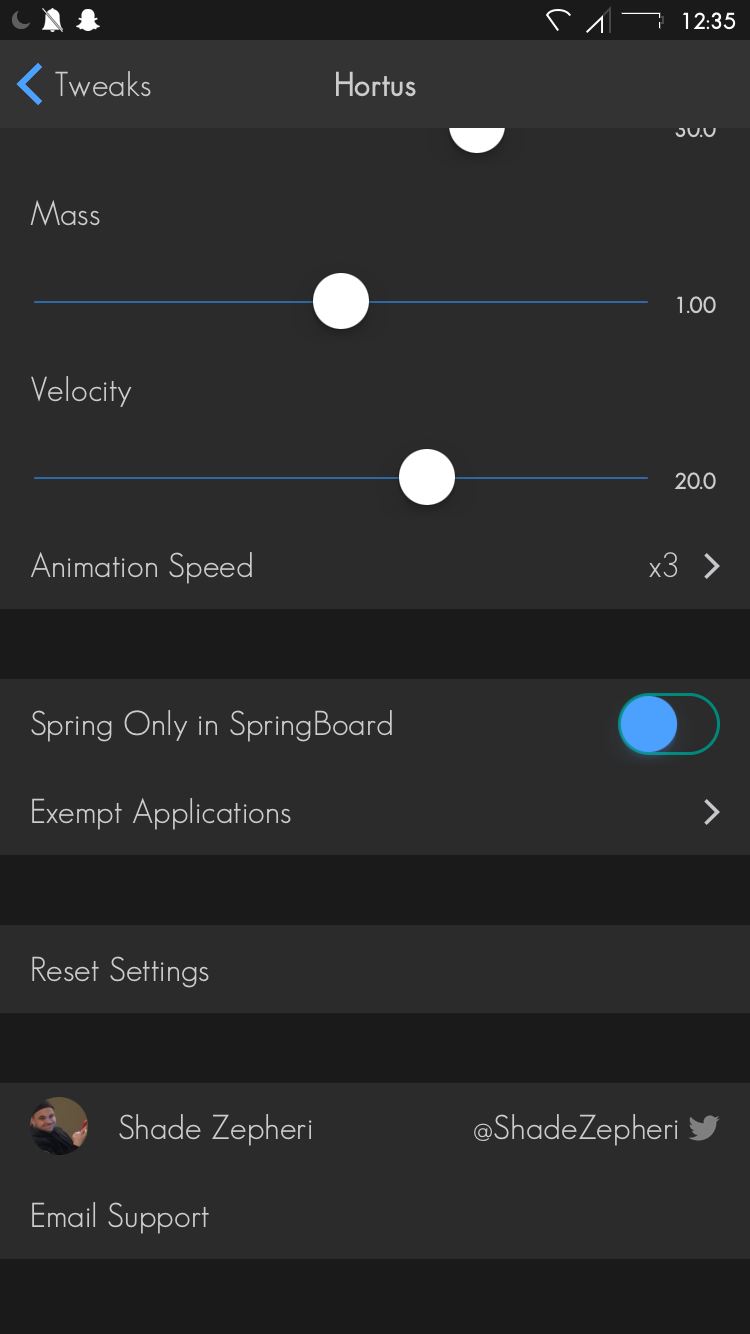 12:35
Tweaks Hortus
30.0
Mass
1.00
Velocity
20.0
Animation Speed x3
Spring Only in SpringBoard
Exempt Applications
Reset Settings
Shade Zepheri @ShadeZepheri
Email Support